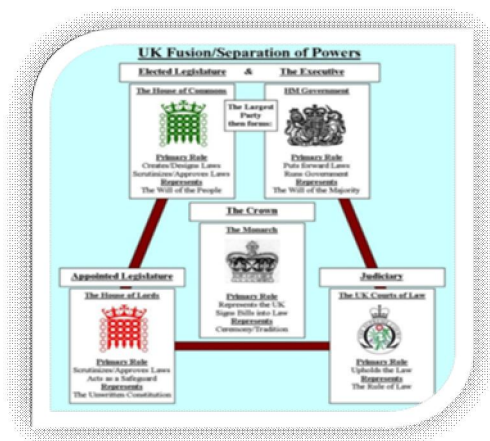 UK Fusion/Separation of Powers
Elected Legislature & The Executive
The House of Commons
Primary Role
Creates/Designs Laws
Scrutinizes/Approves Laws
Represents
The Will of the People
The Largest
Party
then forms:
HM Government
Primary Role
Puts forward Laws
Runs Government
Represents
The Will of the Majority
The Crown
The Monarch
Primary Role
Represents the UK
Signs Bills into Law
Represents
Ceremony/Tradition
Appointed Legislature
The House of Lords
Primary Role
Scrutinizes/Approves Laws
Acts as a Safeguard
Represents
The Unwritten Constitution
Judiciary
The UK Courts of Law
Primary Role
Upholds the Law
Represents
The Rule of Law